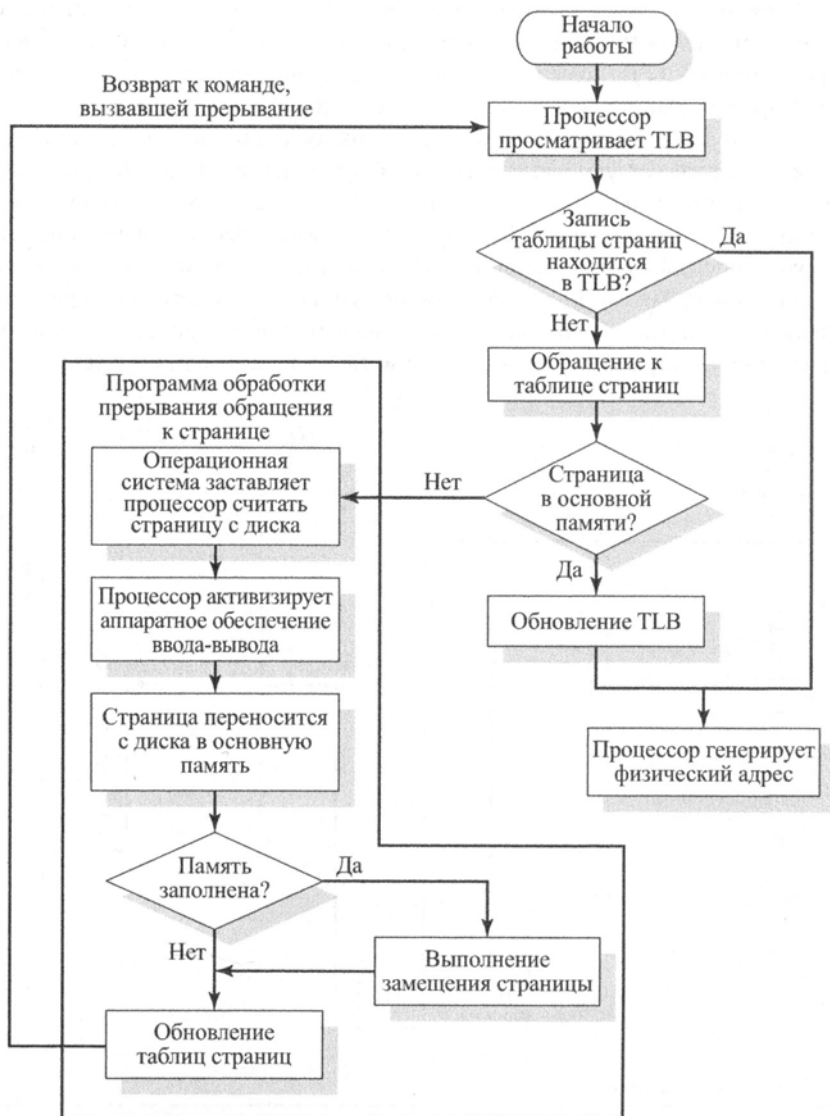 Начало
работы
Возврат к команде,
вызвавшей прерывание
Процессор
просматривает TLB
Запись
таблицы страниц
находится
в TLB?
Да
Нет
Обращение к
таблице страниц
Программа обработки
прерывания обращения
к странице
Операционная
система заставляет
процессор считать
страницу с диска
Нет
Страница
в основной
памяти?
Да
Процессор активизирует
аппаратное обеспечение
ввода-вывода
Обновление TLB
Страница переносится
с диска в основную
память
Процессор генерирует
физический адрес
Память
заполнена?
Да
Нет
Выполнение
замещения страницы
Обновление
таблиц страниц